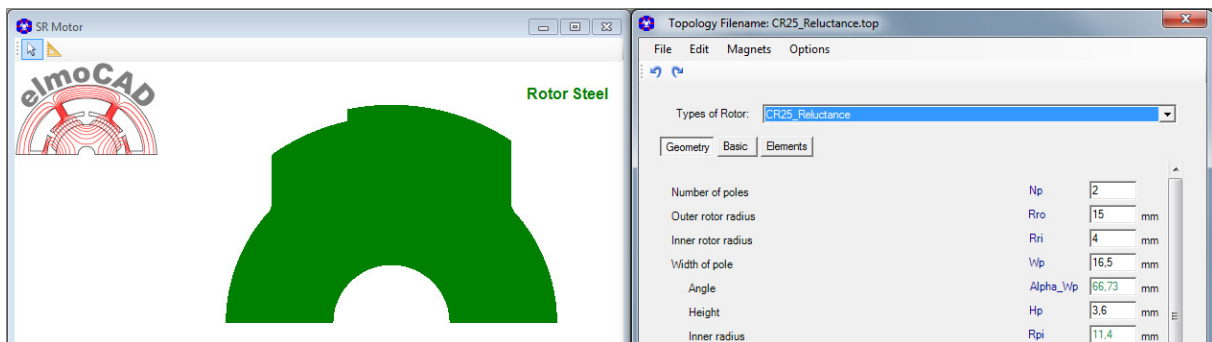 SR Motor
elmoCAD
Rotor Steel
Topology Filename: CR25_Reluctance.top
File Edit Magnets Options
Types of Rotor: CR25_Reluctance
Geometry Basic Elements
Number of poles Np 2
Outer rotor radius Rro 15 mm
Inner rotor radius Rri 4 mm
Width of pole Wp 16,5 mm
Angle Alpha_Wp 66,73 mm
Height Hp 3,6 mm
Inner radius Rpi 11,4 mm